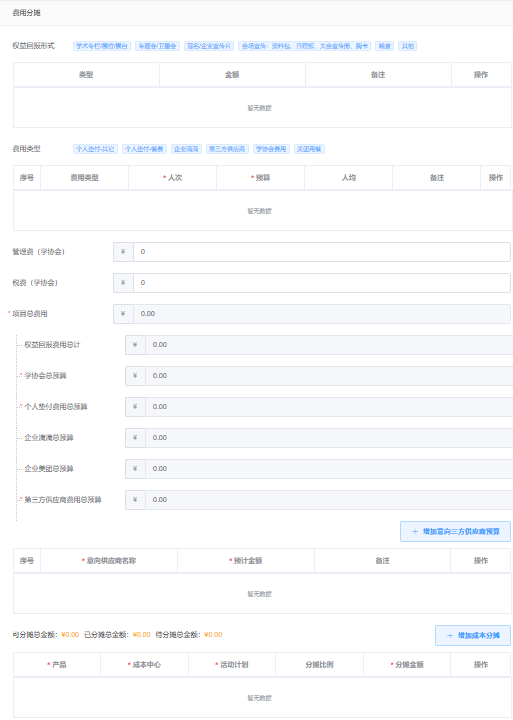 费用分摊
权益回报形式 学术专栏/展位/展台 专题会/卫星会 冠名/企业宣传片 会场宣传：资料包、日程板、大会宣传册、胸卡 晚宴 其他
类型 金额 备注 操作
暂无数据
费用类型 个人垫付-其它 个人垫付-餐费 企业滴滴 第三方供应商 学协会费用 美团用餐
序号 费用类型 * 人次 * 预算 人均 备注 操作
暂无数据
管理费（学协会） ¥ 0
税费（学协会） ¥ 0
* 项目总费用 ¥ 0.00
权益回报费用总计 ¥ 0.00
* 学协会总预算 ¥ 0.00
* 个人垫付费用总预算 ¥ 0.00
企业滴滴总预算 ¥ 0.00
企业美团总预算 ¥ 0.00
* 第三方供应商费用总预算 ¥ 0.00
+ 增加意向三方供应商预算
序号 * 意向供应商名称 * 预计金额 备注 操作
暂无数据
可分摊总金额：¥0.00 已分摊总金额：¥0.00 待分摊总金额：¥0.00
+ 增加成本分摊
* 产品 * 成本中心 * 活动计划 分摊比例 * 分摊金额 操作
暂无数据